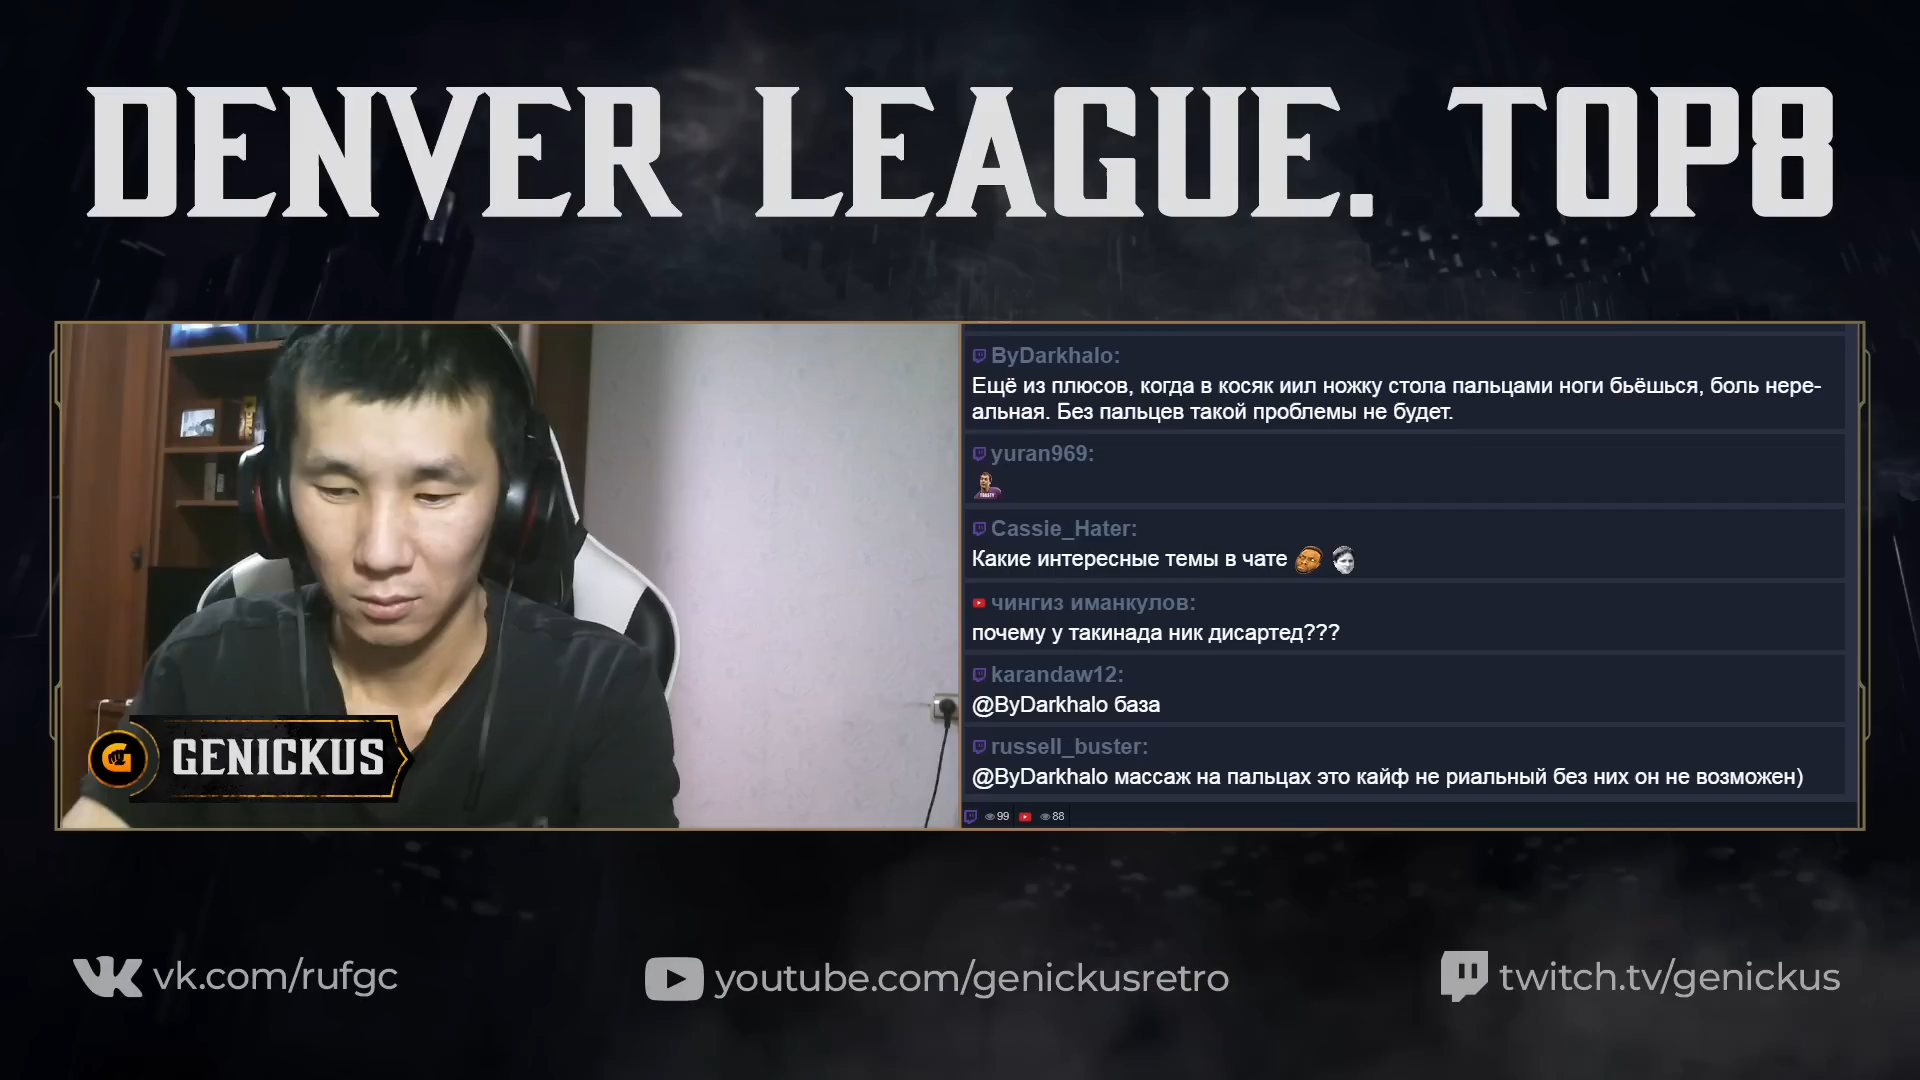 DENVER LEAGUE. TOP8
ByDarkhalo:
Ещё из плюсов, когда в косяк иил ножку стола пальцами ноги бьёшься, боль нере-
альная. Без пальцев такой проблемы не будет.
yuran969:
Cassie_Hater:
Какие интересные темы в чате
чингиз иманкулов:
почему у такинада ник дисартед???
karandaw12:
@ByDarkhalo база
russell_buster:
@ByDarkhalo массаж на пальцах это кайф не риальный без них он не возможен)
99 88
GENICKUS
vk.com/rufgc
youtube.com/genickusretro
twitch.tv/genickus